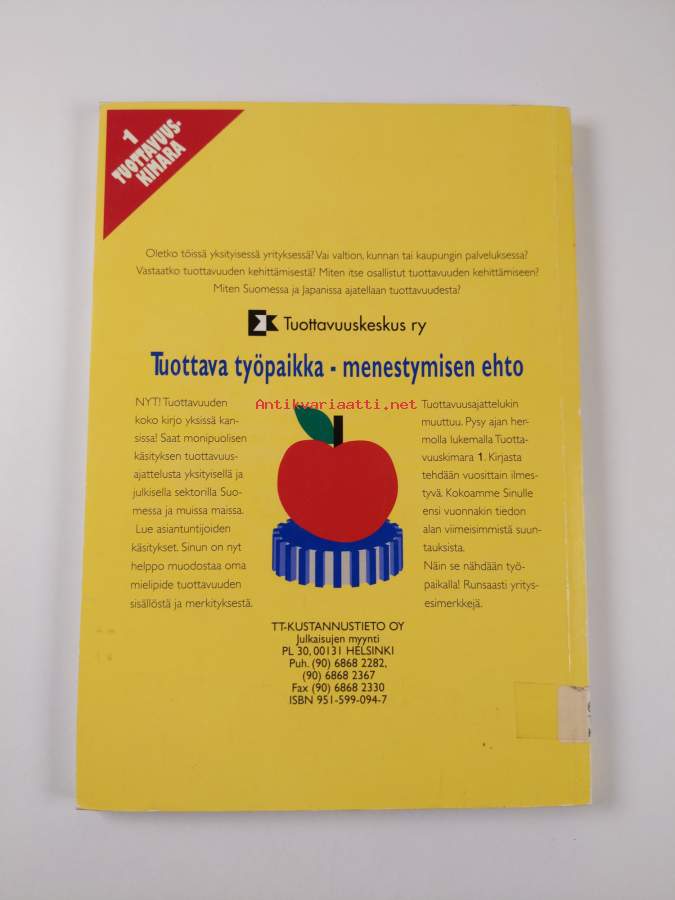 1
TUOTTAVUUS-
KIMARA
Oletko töissä yksityisessä yrityksessä? Vai valtion, kunnan tai kaupungin palveluksessa?
Vastaatko tuottavuuden kehittämisestä? Miten itse osallistut tuottavuuden kehittämiseen?
Miten Suomessa ja Japanissa ajatellaan tuottavuudesta?
Tuottavuuskeskus ry
Tuottava työpaikka - menestymisen ehto
Antikvariaatti.net
NYT! Tuottavuuden
koko kirjo yksissä kan-
sissa! Saat monipuolisen
käsityksen tuottavuus-
ajattelusta yksityisellä ja
julkisella sektorilla Suo-
messa ja muissa maissa.
Lue asiantuntijoiden
käsitykset. Sinun on nyt
helppo muodostaa oma
mielipide tuottavuuden
sisällöstä ja merkityksestä.
Tuottavuusajattelukin
muuttuu. Pysy ajan her-
molla lukemalla Tuotta-
vuuskimara 1. Kirjasta
tehdään vuosittain ilmes-
tyvä. Kokoamme Sinulle
ensi vuonnakin tiedon
alan viimeisimmistä suun-
tauksista.
Näin se nähdään työ-
paikalla! Runsaasti yritys-
esimerkkejä.
TT-KUSTANNUSTIETO OY
Julkaisujen myynti
PL 30, 00131 HELSINKI
Puh. (90) 6868 2282,
(90) 6868 2367
Fax (90) 6868 2330
ISBN 951-599-094-7